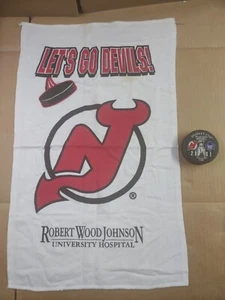 LET'S GO DEVILS!
®
ROBERT WOOD JOHNSON
UNIVERSITY HOSPITAL